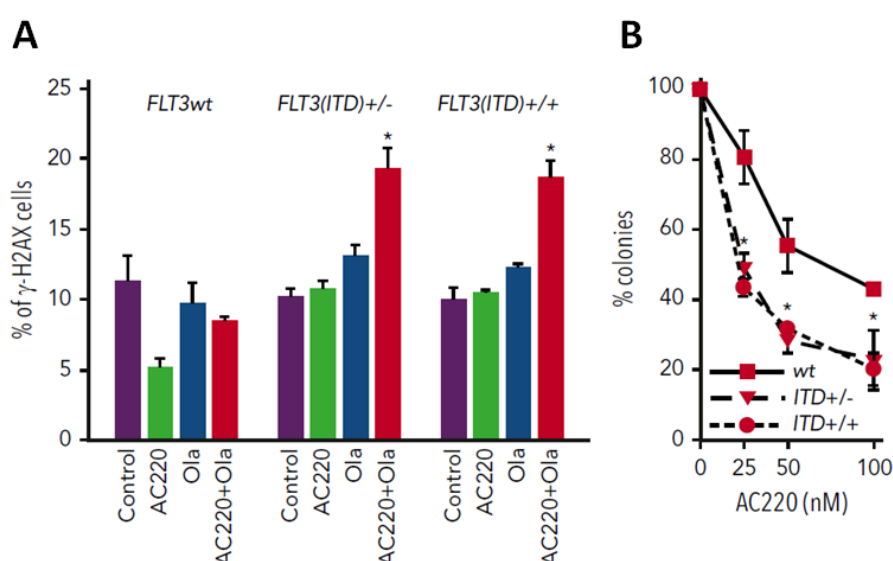 A
% of γ-H2AX cells
25
20
15
10
5
0
FLT3wt
FLT3(ITD)+/-
FLT3(ITD)+/+
*
*
Control
AC220
Ola
AC220+Ola
Control
AC220
Ola
AC220+Ola
Control
AC220
Ola
AC220+Ola
B
% colonies
100
80
60
40
20
0
*
*
*
wt
ITD+/-
ITD+/+
0 25 50 100
AC220 (nM)